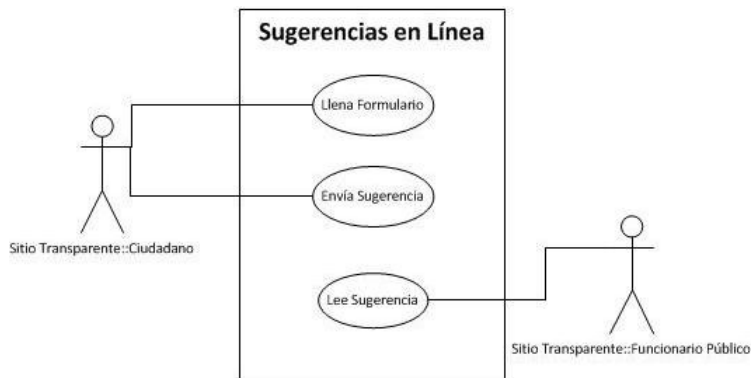 Sugerencias en Línea
Llena Formulario
Envía Sugerencia
Sitio Transparente::Ciudadano
Lee Sugerencia
Sitio Transparente::Funcionario Público